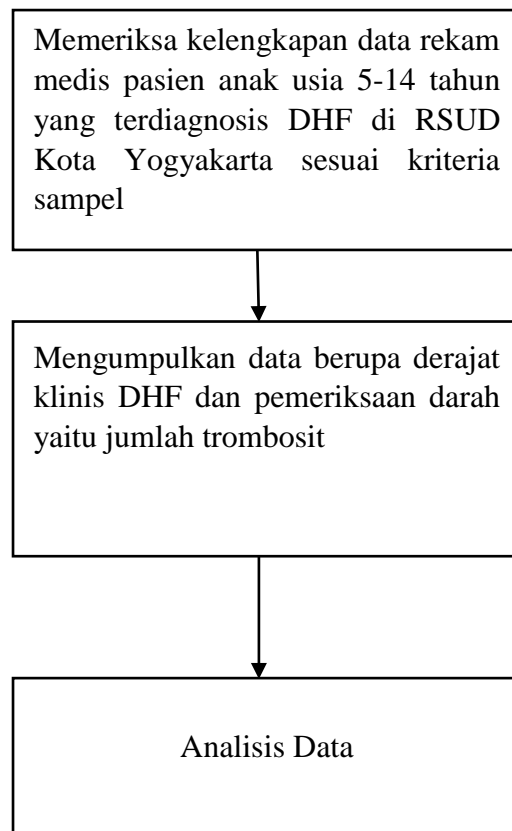 Memeriksa kelengkapan data rekam
medis pasien anak usia 5-14 tahun
yang terdiagnosis DHF di RSUD
Kota Yogyakarta sesuai kriteria
sampel
Mengumpulkan data berupa derajat
klinis DHF dan pemeriksaan darah
yaitu jumlah trombosit
Analisis Data